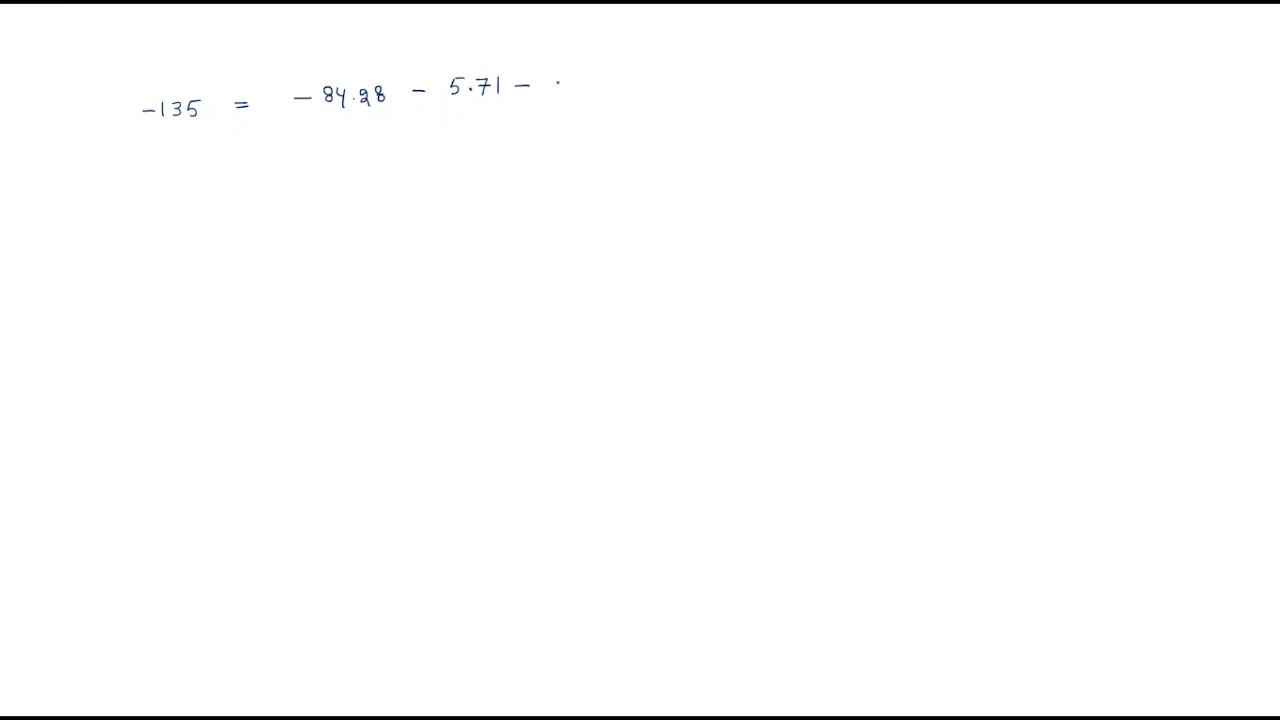 -135 = - 84.28 - 5.71 -